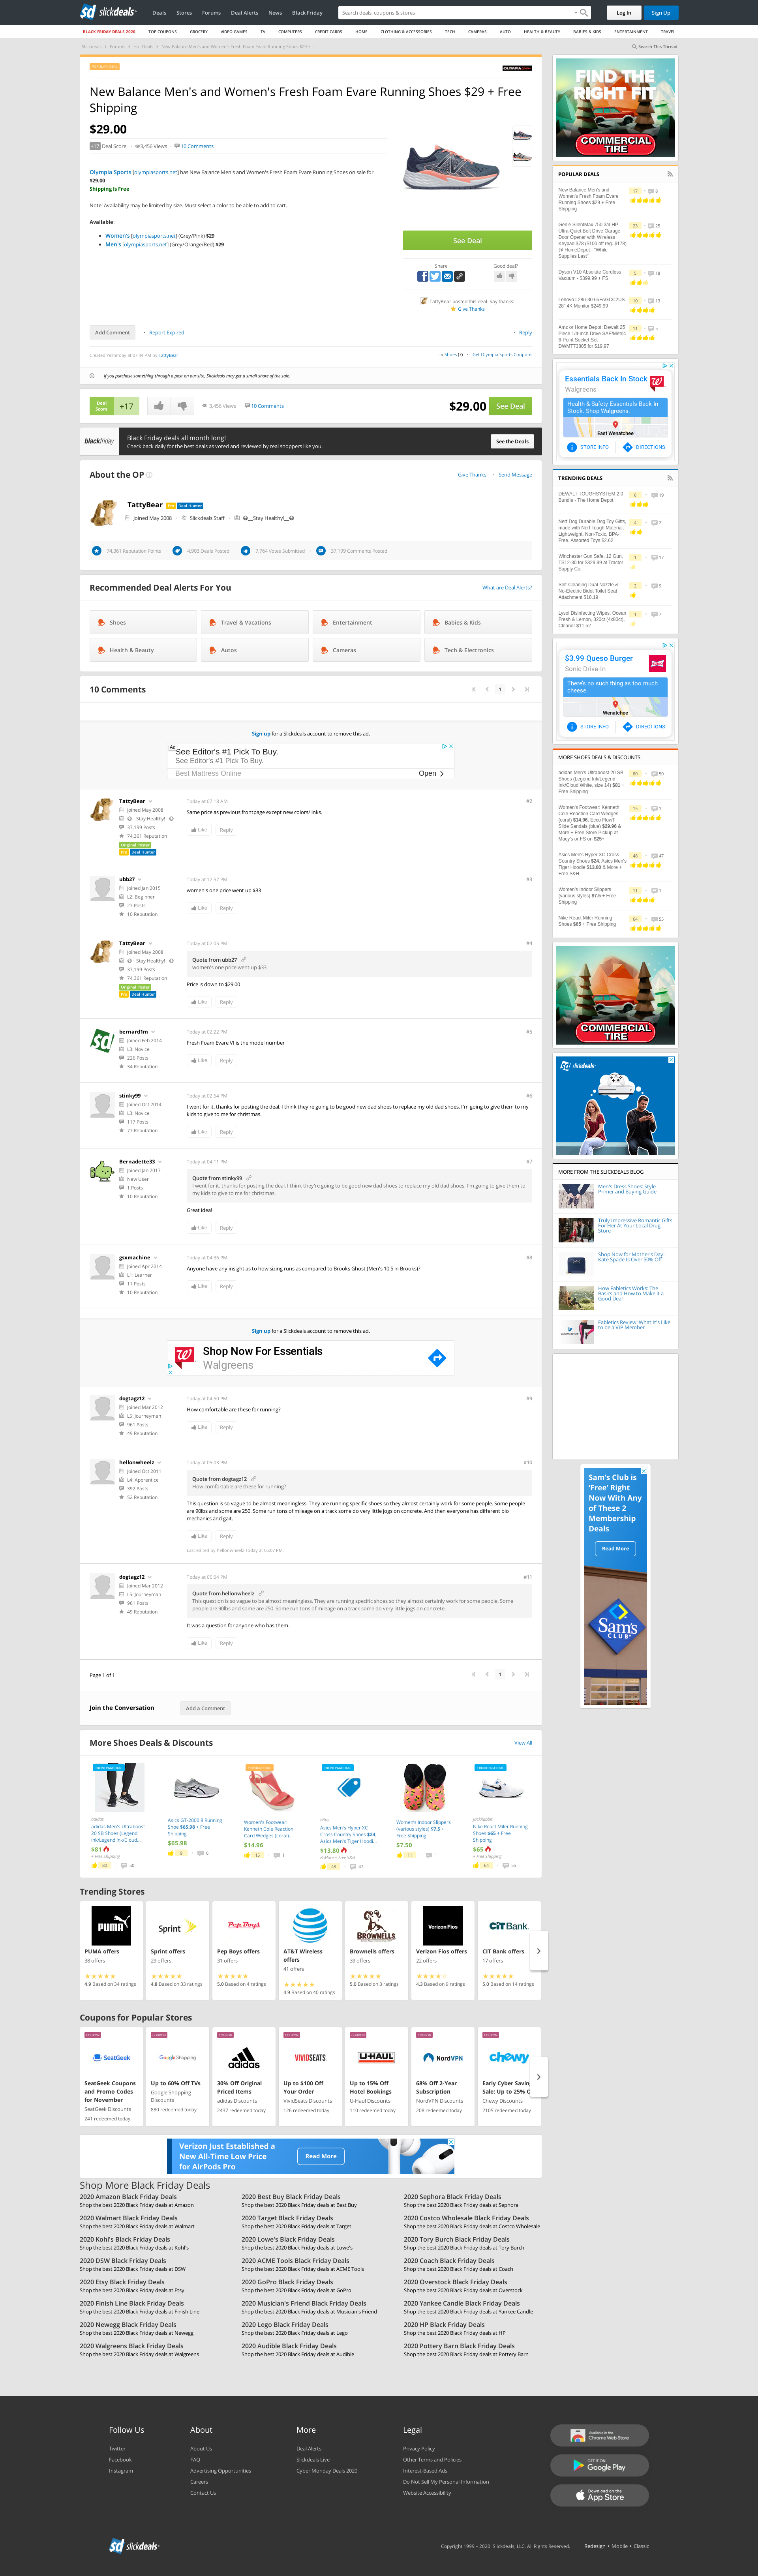 slickdeals
Deals
Stores
Forums
Deal Alerts
News
Black Friday
Search deals, coupons & stores
Log In
Sign Up
BLACK FRIDAY DEALS 2020
TOP COUPONS
GROCERY
VIDEO GAMES
TV
COMPUTERS
CREDIT CARDS
HOME
CLOTHING & ACCESSORIES
TECH
CAMERAS
AUTO
HEALTH & BEAUTY
BABIES & KIDS
ENTERTAINMENT
TRAVEL
Slickdeals
Forums
Hot Deals
New Balance Men's and Women's Fresh Foam Evare Running Shoes $29 + ...
Search This Thread
New Balance Men's and Women's Fresh Foam Evare Running Shoes $29 + Free
Shipping
$29.00
+17 Deal Score
3,456 Views
10 Comments
Olympia Sports [olympiasports.net] has New Balance Men's and Women's Fresh Foam Evare Running Shoes on sale for
$29.00
Shipping is Free
Note: Availability may be limited by size. Must select a color to be able to add to cart.
Available:
Women's [olympiasports.net] (Grey/Pink) $29
Men's [olympiasports.net] (Grey/Orange/Red) $29
See Deal
Share
Good deal?
TattyBear posted this deal. Say thanks!
Give Thanks
Add Comment
Report Expired
Reply
Created Yesterday at 07:44 PM by TattyBear
in Shoes (7)
Get Olympia Sports Coupons
If you purchase something through a post on our site, Slickdeals may get a small share of the sale.
Deal
Score
+17
3,456 Views
10 Comments
$29.00
See Deal
blackfriday
Black Friday deals all month long!
Check back daily for the best deals as voted and reviewed by real shoppers like you.
See the Deals
About the OP
Give Thanks
Send Message
TattyBear
Pro
Deal Hunter
Joined May 2008
Slickdeals Staff
@__Stay Healthy!__@
74,361 Reputation Points
4,903 Deals Posted
7,764 Votes Submitted
37,199 Comments Posted
Recommended Deal Alerts For You
What are Deal Alerts?
Shoes
Travel & Vacations
Entertainment
Babies & Kids
Health & Beauty
Autos
Cameras
Tech & Electronics
10 Comments
1
Sign up for a Slickdeals account to remove this ad.
Ad
See Editor's #1 Pick To Buy.
See Editor's #1 Pick To Buy.
Best Mattress Online
Open
TattyBear
Joined May 2008
@__Stay Healthy!__@
37,199 Posts
74,361 Reputation
Original Poster
Pro
Deal Hunter
Today at 07:18 AM
#2
Same price as previous frontpage except new colors/links.
Like
Reply
ubb27
Joined Jan 2015
L2: Beginner
27 Posts
10 Reputation
Today at 12:57 PM
#3
women's one price went up $33
Like
Reply
TattyBear
Joined May 2008
@__Stay Healthy!__@
37,199 Posts
74,361 Reputation
Original Poster
Pro
Deal Hunter
Today at 02:05 PM
#4
Quote from ubb27
women's one price went up $33
Price is down to $29.00
Like
Reply
bernard1m
Joined Feb 2014
L3: Novice
226 Posts
34 Reputation
Today at 02:22 PM
#5
Fresh Foam Evare VI is the model number
Like
Reply
stinky99
Joined Oct 2014
L3: Novice
117 Posts
77 Reputation
Today at 02:54 PM
#6
I went for it. thanks for posting the deal. I think they're going to be good new dad shoes to replace my old dad shoes. I'm going to give them to my
kids to give to me for christmas.
Like
Reply
Bernadette33
Joined Jan 2017
New User
1 Posts
10 Reputation
Today at 04:11 PM
#7
Quote from stinky99
I went for it. thanks for posting the deal. I think they're going to be good new dad shoes to replace my old dad shoes. I'm going to give them to
my kids to give to me for christmas.
Great idea!
Like
Reply
gsxmachine
Joined Apr 2014
L1: Learner
11 Posts
10 Reputation
Today at 04:36 PM
#8
Anyone have any insight as to how sizing runs as compared to Brooks Ghost (Men's 10.5 in Brooks)?
Like
Reply
Sign up for a Slickdeals account to remove this ad.
Shop Now For Essentials
Walgreens
dogtagz12
Joined Mar 2012
L5: Journeyman
961 Posts
49 Reputation
Today at 04:50 PM
#9
How comfortable are these for running?
Like
Reply
hellonwheelz
Joined Oct 2011
L4: Apprentice
392 Posts
52 Reputation
Today at 05:03 PM
#10
Quote from dogtagz12
How comfortable are these for running?
This question is so vague to be almost meaningless. They are running specific shoes so they almost certainly work for some people. Some people
are 90lbs and some are 250. Some run tons of mileage on a track some do very little jogs on concrete. And then everyone has different bio
mechanics and gait.
Like
Reply
Last edited by hellonwheelz Today at 05:07 PM.
dogtagz12
Joined Mar 2012
L5: Journeyman
961 Posts
49 Reputation
Today at 05:04 PM
#11
Quote from hellonwheelz
This question is so vague to be almost meaningless. They are running specific shoes so they almost certainly work for some people. Some
people are 90lbs and some are 250. Some run tons of mileage on a track some do very little jogs on concrete.
It was a question for anyone who has them.
Like
Reply
Page 1 of 1
1
Join the Conversation
Add a Comment
More Shoes Deals & Discounts
View All
adidas
adidas Men's Ultraboost
20 SB Shoes (Legend
Ink/Legend Ink/Cloud...
$81
+ Free Shipping
80
50
Asics GT-2000 8 Running
Shoe $65.98 + Free
Shipping
$65.98
9
6
Women's Footwear:
Kenneth Cole Reaction
Card Wedges (coral)...
$14.96
15
1
eBay
Asics Men's Hyper XC
Cross Country Shoes $24,
Asics Men's Tiger Hoodi...
$13.80
& More + Free S&H
48
47
Women's Indoor Slippers
(various styles) $7.5 +
Free Shipping
$7.50
11
1
Jackrabbit
Nike React Miler Running
Shoes $65 + Free
Shipping
$65
+ Free Shipping
64
55
Trending Stores
PUMA offers
38 offers
4.9 Based on 34 ratings
Sprint offers
29 offers
4.8 Based on 33 ratings
Pep Boys offers
31 offers
5.0 Based on 4 ratings
AT&T Wireless
offers
41 offers
4.9 Based on 40 ratings
Brownells offers
39 offers
5.0 Based on 3 ratings
Verizon Fios offers
22 offers
4.3 Based on 9 ratings
CIT Bank offers
17 offers
5.0 Based on 14 ratings
Coupons for Popular Stores
SeatGeek Coupons
and Promo Codes
for November
SeatGeek Discounts
241 redeemed today
Up to 60% Off TVs
Google Shopping
Discounts
880 redeemed today
30% Off Original
Priced Items
adidas Discounts
2437 redeemed today
Up to $100 Off
Your Order
VividSeats Discounts
126 redeemed today
Up to 15% Off
Hotel Bookings
U-Haul Discounts
110 redeemed today
68% Off 2-Year
Subscription
NordVPN Discounts
208 redeemed today
Early Cyber Saving
Sale: Up to 25% O
Chewy Discounts
2105 redeemed today
Verizon Just Established a
New All-Time Low Price
for AirPods Pro
Read More
Shop More Black Friday Deals
2020 Amazon Black Friday Deals
Shop the best 2020 Black Friday deals at Amazon
2020 Best Buy Black Friday Deals
Shop the best 2020 Black Friday deals at Best Buy
2020 Sephora Black Friday Deals
Shop the best 2020 Black Friday deals at Sephora
2020 Walmart Black Friday Deals
Shop the best 2020 Black Friday deals at Walmart
2020 Target Black Friday Deals
Shop the best 2020 Black Friday deals at Target
2020 Costco Wholesale Black Friday Deals
Shop the best 2020 Black Friday deals at Costco Wholesale
2020 Kohl's Black Friday Deals
Shop the best 2020 Black Friday deals at Kohl's
2020 Lowe's Black Friday Deals
Shop the best 2020 Black Friday deals at Lowe's
2020 Tory Burch Black Friday Deals
Shop the best 2020 Black Friday deals at Tory Burch
2020 DSW Black Friday Deals
Shop the best 2020 Black Friday deals at DSW
2020 ACME Tools Black Friday Deals
Shop the best 2020 Black Friday deals at ACME Tools
2020 Coach Black Friday Deals
Shop the best 2020 Black Friday deals at Coach
2020 Etsy Black Friday Deals
Shop the best 2020 Black Friday deals at Etsy
2020 GoPro Black Friday Deals
Shop the best 2020 Black Friday deals at GoPro
2020 Overstock Black Friday Deals
Shop the best 2020 Black Friday deals at Overstock
2020 Finish Line Black Friday Deals
Shop the best 2020 Black Friday deals at Finish Line
2020 Musician's Friend Black Friday Deals
Shop the best 2020 Black Friday deals at Musician's Friend
2020 Yankee Candle Black Friday Deals
Shop the best 2020 Black Friday deals at Yankee Candle
2020 Newegg Black Friday Deals
Shop the best 2020 Black Friday deals at Newegg
2020 Lego Black Friday Deals
Shop the best 2020 Black Friday deals at Lego
2020 HP Black Friday Deals
Shop the best 2020 Black Friday deals at HP
2020 Walgreens Black Friday Deals
Shop the best 2020 Black Friday deals at Walgreens
2020 Audible Black Friday Deals
Shop the best 2020 Black Friday deals at Audible
2020 Pottery Barn Black Friday Deals
Shop the best 2020 Black Friday deals at Pottery Barn
FIND THE
RIGHT FIT
COMMERCIAL
TIRE
POPULAR DEALS
New Balance Men's and
Women's Fresh Foam Evare
Running Shoes $29 + Free
Shipping
Genie SilentMax 750 3/4 HP
Ultra-Quiet Belt Drive Garage
Door Opener with Wireless
Keypad $78 ($100 off reg. $178)
@ HomeDepot - "While
Supplies Last"
Dyson V10 Absolute Cordless
Vacuum - $399.99 + FS
Lenovo L28u-30 65FAGCC2US
28" 4K Monitor $249.99
Amz or Home Depot: Dewalt 25
Piece 1/4-inch Drive SAE/Metric
6-Point Socket Set
DWMT73805 for $19.97
Essentials Back In Stock
Walgreens
Health & Safety Essentials Back In
Stock. Shop Walgreens.
East Wenatchee
STORE INFO
DIRECTIONS
TRENDING DEALS
DEWALT TOUGHSYSTEM 2.0
Bundle - The Home Depot
Nerf Dog Durable Dog Toy Gifts,
made with Nerf Tough Material,
Lightweight, Non-Toxic, BPA-
Free, Assorted Toys $2.62
Winchester Gun Safe, 12 Gun,
TS12-30 for $329.99 at Tractor
Supply Co.
Self-Cleaning Dual Nozzle &
No-Electric Bidet Toilet Seat
Attachment $18.19
Lysol Disinfecting Wipes, Ocean
Fresh & Lemon, 320ct (4x80ct),
Cleaner $11.52
$3.99 Queso Burger
Sonic Drive-In
There's no such thing as too much
cheese.
Wenatchee
STORE INFO
DIRECTIONS
MORE SHOES DEALS & DISCOUNTS
adidas Men's Ultraboost 20 SB
Shoes (Legend Ink/Legend
Ink/Cloud White, size 14) $81 +
Free Shipping
Women's Footwear: Kenneth
Cole Reaction Card Wedges
(coral) $14.96, Ecco FlowT
Slide Sandals (blue) $29.96 &
More + Free Store Pickup at
Macy's or FS on $25+
Asics Men's Hyper XC Cross
Country Shoes $24, Asics Men's
Tiger Hoodie $13.80 & More +
Free S&H
Women's Indoor Slippers
(various styles) $7.5 + Free
Shipping
Nike React Miler Running
Shoes $65 + Free Shipping
COMMERCIAL
TIRE
slickdeals
MORE FROM THE SLICKDEALS BLOG
Men's Dress Shoes: Style
Primer and Buying Guide
Truly Impressive Romantic Gifts
For Her At Your Local Drug
Store
Shop Now for Mother's Day:
Kate Spade Is Over 50% Off
How Fabletics Works: The
Basics and How to Make it a
Good Deal
Fabletics Review: What It's Like
to be a VIP Member
Sam's Club is
'Free' Right
Now With Any
of These 2
Membership
Deals
Read More
Sam's
CLUB
Follow Us
Twitter
Facebook
Instagram
About
About Us
FAQ
Advertising Opportunities
Careers
Contact Us
More
Deal Alerts
Slickdeals Live
Cyber Monday Deals 2020
Legal
Privacy Policy
Other Terms and Policies
Interest-Based Ads
Do Not Sell My Personal Information
Website Accessibility
Available in the
Chrome Web Store
GET IT ON
Google Play
Download on the
App Store
slickdeals
Copyright 1999 - 2020. Slickdeals, LLC. All Rights Reserved.
Redesign • Mobile • Classic